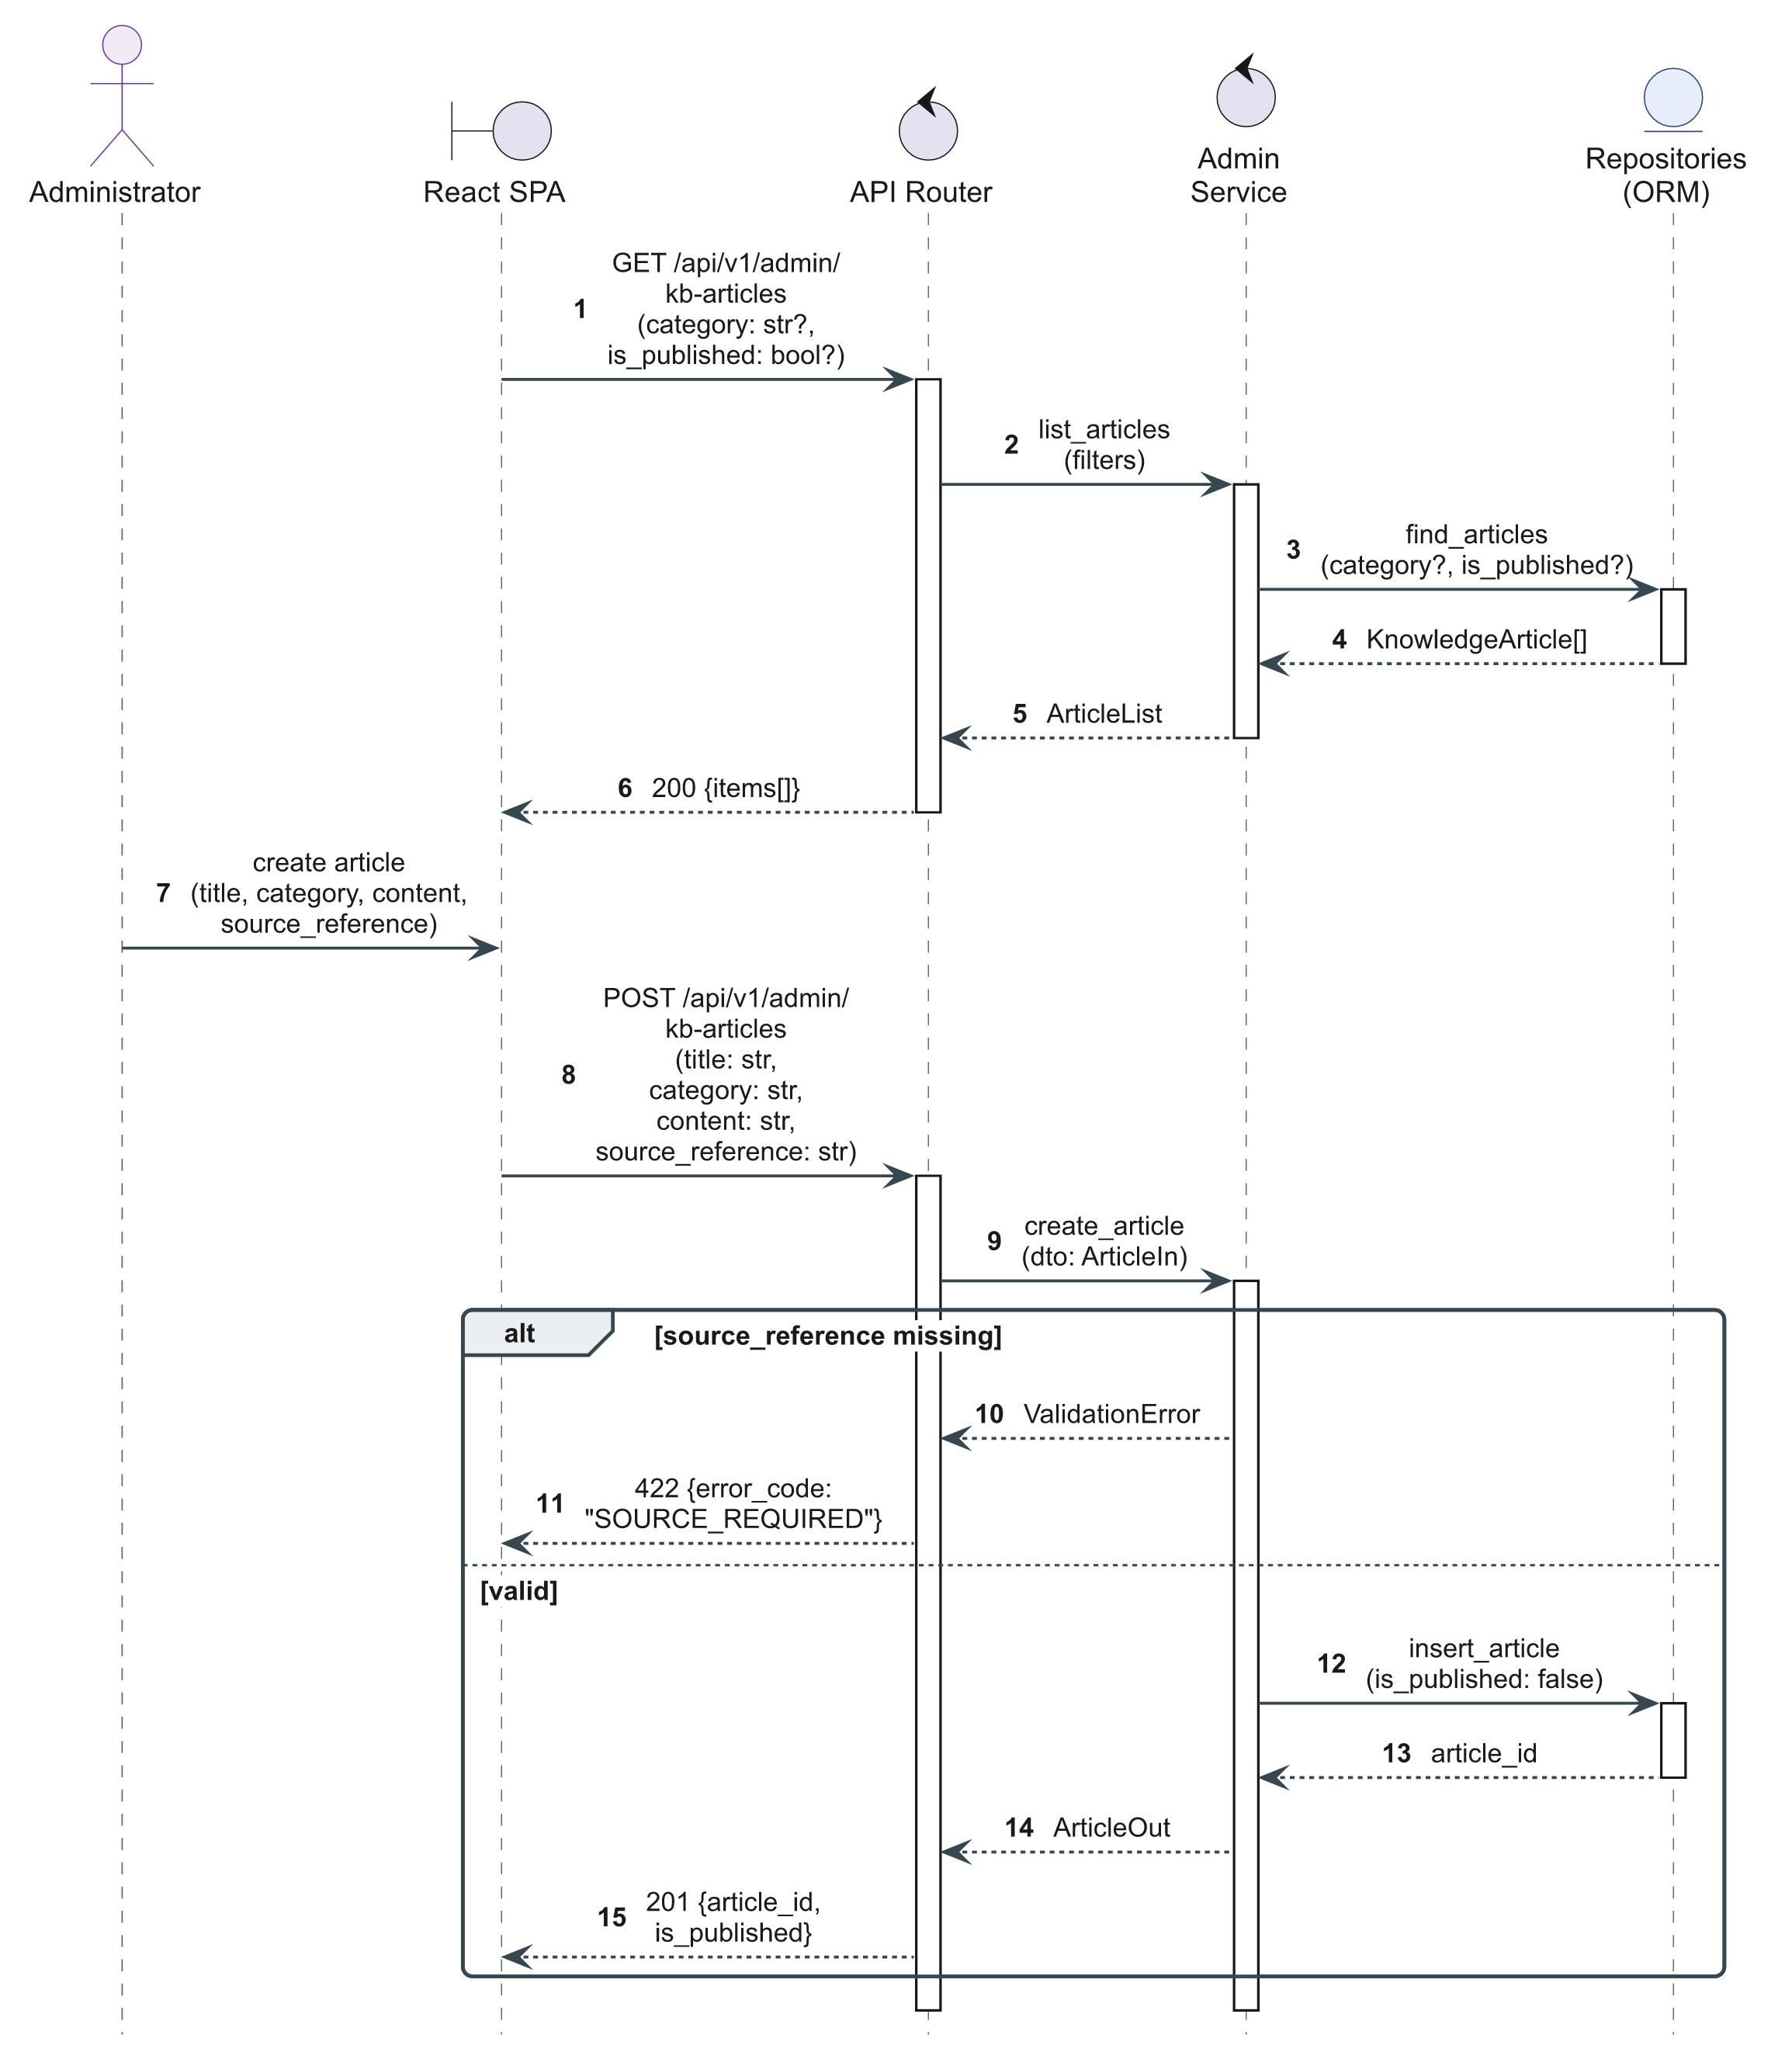 Administrator
React SPA
API Router
Admin
Service
Repositories
(ORM)
1
GET /api/v1/admin/
kb-articles
(category: str?,
is_published: bool?)
2
list_articles
(filters)
3
find_articles
(category?, is_published?)
4 KnowledgeArticle[]
5 ArticleList
6 200 {items[]}
7
create article
(title, category, content,
source_reference)
8
POST /api/v1/admin/
kb-articles
(title: str,
category: str,
content: str,
source_reference: str)
9
create_article
(dto: ArticleIn)
alt [source_reference missing]
10 ValidationError
11
422 {error_code:
"SOURCE_REQUIRED"}
[valid]
12
insert_article
(is_published: false)
13 article_id
14 ArticleOut
15
201 {article_id,
is_published}